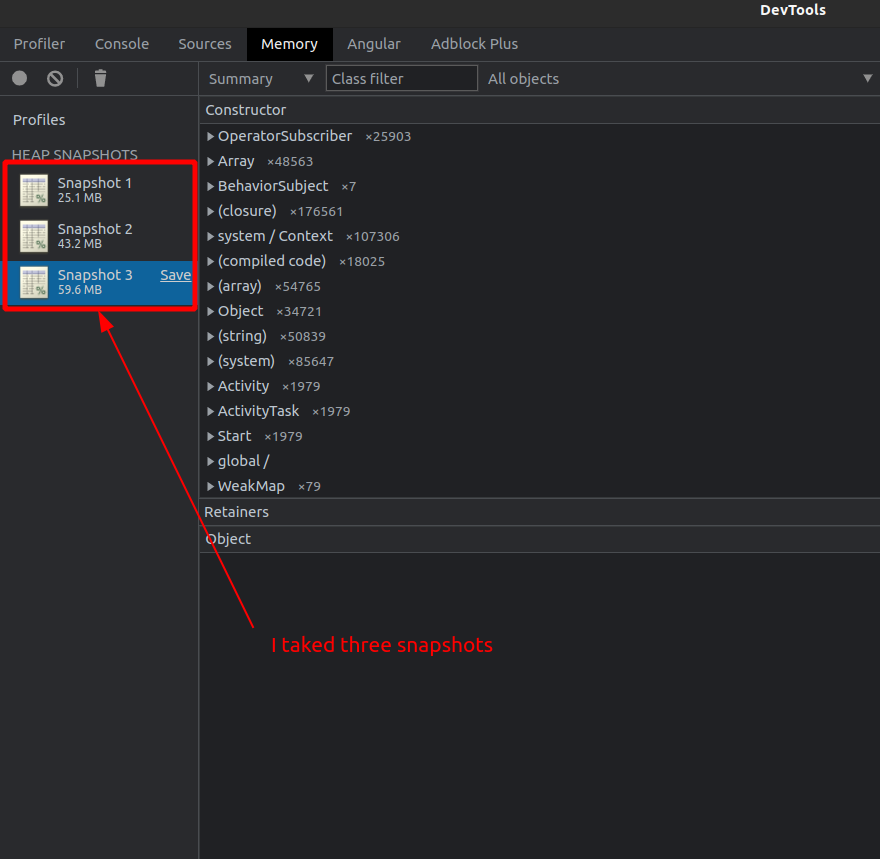 DevTools
Profiler Console Sources Memory Angular Adblock Plus
Summary ▼ Class filter All objects ▼
Profiles
HEAP SNAPSHOTS
Snapshot 1
25.1 MB
Snapshot 2
43.2 MB
Snapshot 3 Save
59.6 MB
Constructor
OperatorSubscriber ×25903
Array ×48563
BehaviorSubject ×7
(closure) ×176561
system / Context ×107306
(compiled code) ×18025
(array) ×54765
Object ×34721
(string) ×50839
(system) ×85647
Activity ×1979
ActivityTask ×1979
Start ×1979
global /
WeakMap ×79
Retainers
Object
I taked three snapshots